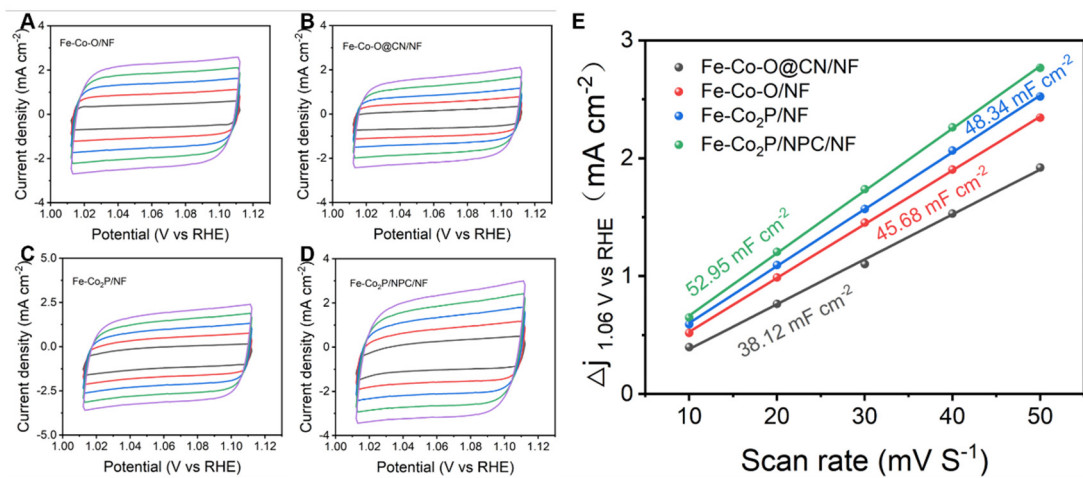 A
Fe-Co-O/NF
Current density (mA cm-2)
4
2
0
-2
-4
1.00 1.02 1.04 1.06 1.08 1.10 1.12
Potential (V vs RHE)
B
Fe-Co-O@CN/NF
Current density (mA cm-2)
4
2
0
-2
-4
1.00 1.02 1.04 1.06 1.08 1.10 1.12
Potential (V vs RHE)
C
Fe-Co2P/NF
Current density (mA cm-2)
5.0
2.5
0.0
-2.5
-5.0
1.00 1.02 1.04 1.06 1.08 1.10 1.12
Potential (V vs RHE)
D
Fe-Co2P/NPC/NF
Current density (mA cm-2)
4
2
0
-2
-4
1.00 1.02 1.04 1.06 1.08 1.10 1.12
Potential (V vs RHE)
E
Δj 1.06 V vs RHE (mA cm-2
3
2
1
0
Fe-Co-O@CN/NF
Fe-Co-O/NF
Fe-Co2P/NF
Fe-Co2P/NPC/NF
48.34 mF cm-2
52.95 mF cm-2
45.68 mF cm-2
38.12 mF cm-2
10 20 30 40 50
Scan rate (mV S-1)